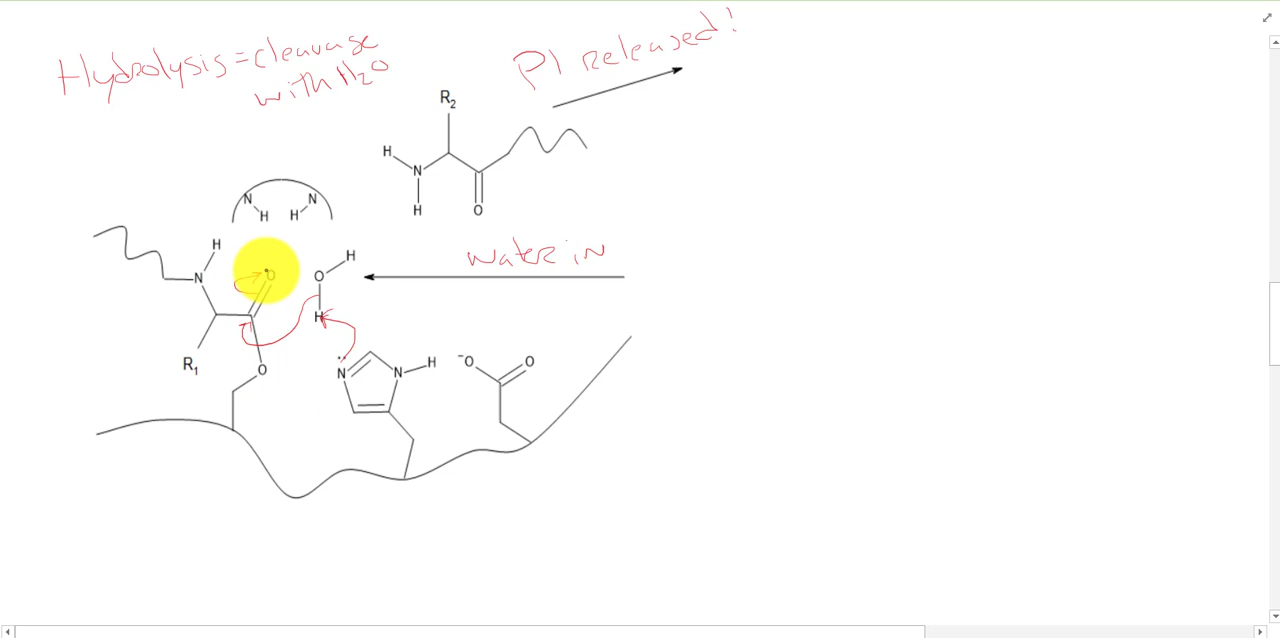 Hydrolysis = cleavage
with H2O
P1 released!
R2
H
N
H
O
N
H
H
N
H
N
O
O
H
H
water in
R1
O
N
N
H
-O
O